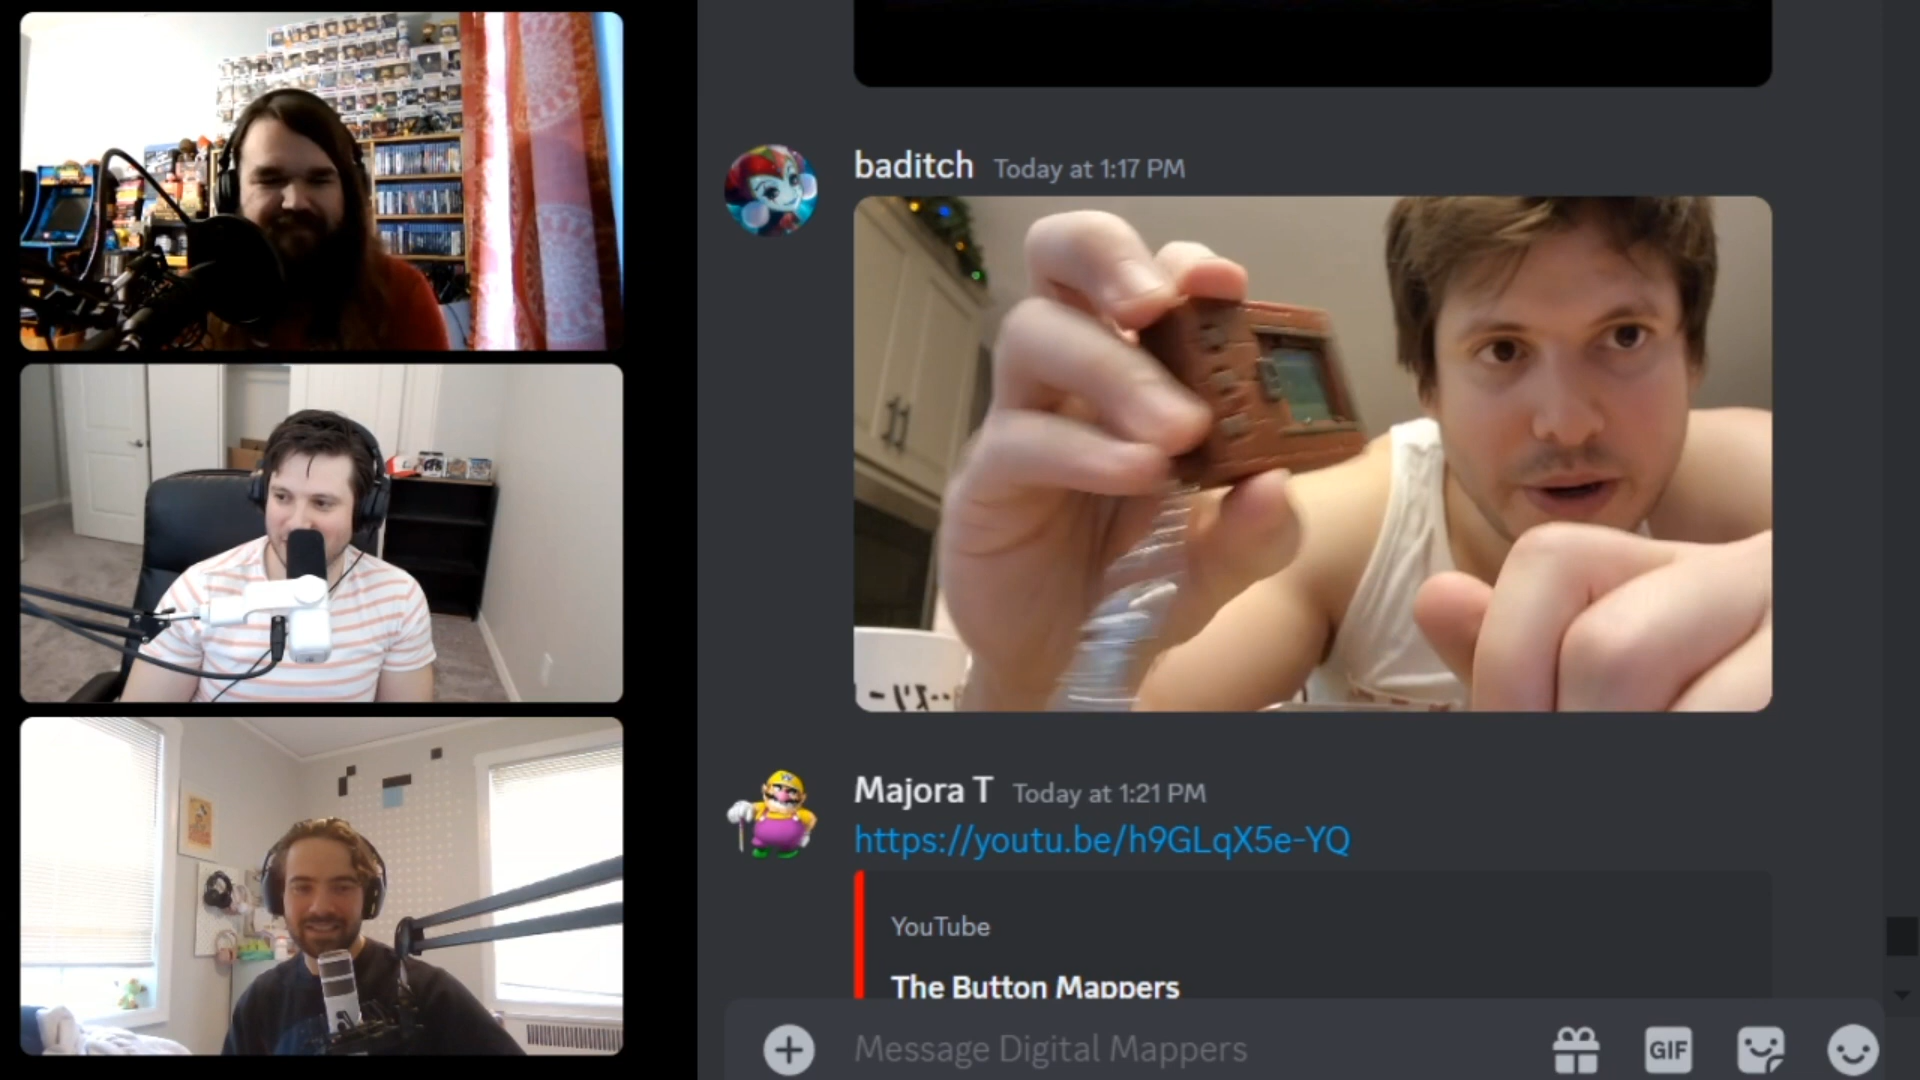 baditch Today at 1:17 PM
Majora T Today at 1:21 PM
https://youtu.be/h9GLqX5e-YQ
YouTube
The Button Mappers
Message Digital Mappers
GIF